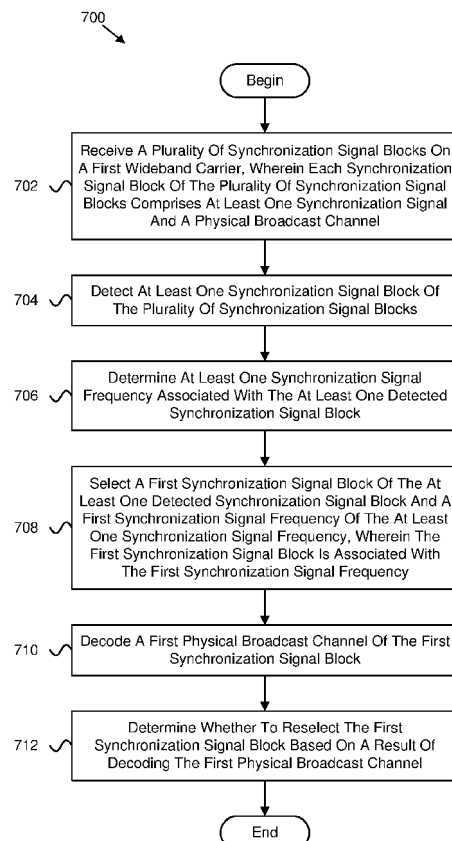 700
Begin
702
Receive A Plurality Of Synchronization Signal Blocks On
A First Wideband Carrier, Wherein Each Synchronization
Signal Block Of The Plurality Of Synchronization Signal
Blocks Comprises At Least One Synchronization Signal
And A Physical Broadcast Channel
704
Detect At Least One Synchronization Signal Block Of
The Plurality Of Synchronization Signal Blocks
706
Determine At Least One Synchronization Signal
Frequency Associated With The At Least One Detected
Synchronization Signal Block
708
Select A First Synchronization Signal Block Of The At
Least One Detected Synchronization Signal Block And A
First Synchronization Signal Frequency Of The At Least
One Synchronization Signal Frequency, Wherein The
First Synchronization Signal Block Is Associated With
The First Synchronization Signal Frequency
710
Decode A First Physical Broadcast Channel Of The First
Synchronization Signal Block
712
Determine Whether To Reselect The First
Synchronization Signal Block Based On A Result Of
Decoding The First Physical Broadcast Channel
End